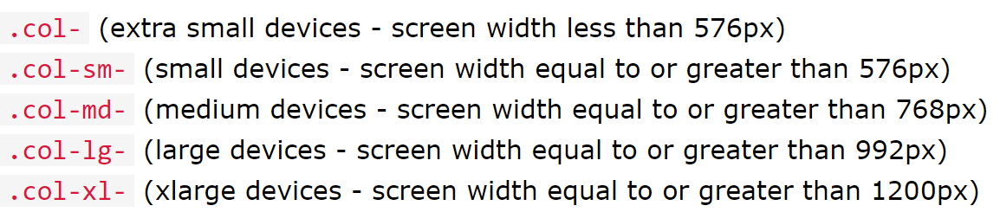 .col- (extra small devices - screen width less than 576px)
.col-sm- (small devices - screen width equal to or greater than 576px)
.col-md- (medium devices - screen width equal to or greater than 768px)
.col-lg- (large devices - screen width equal to or greater than 992px)
.col-xl- (xlarge devices - screen width equal to or greater than 1200px)